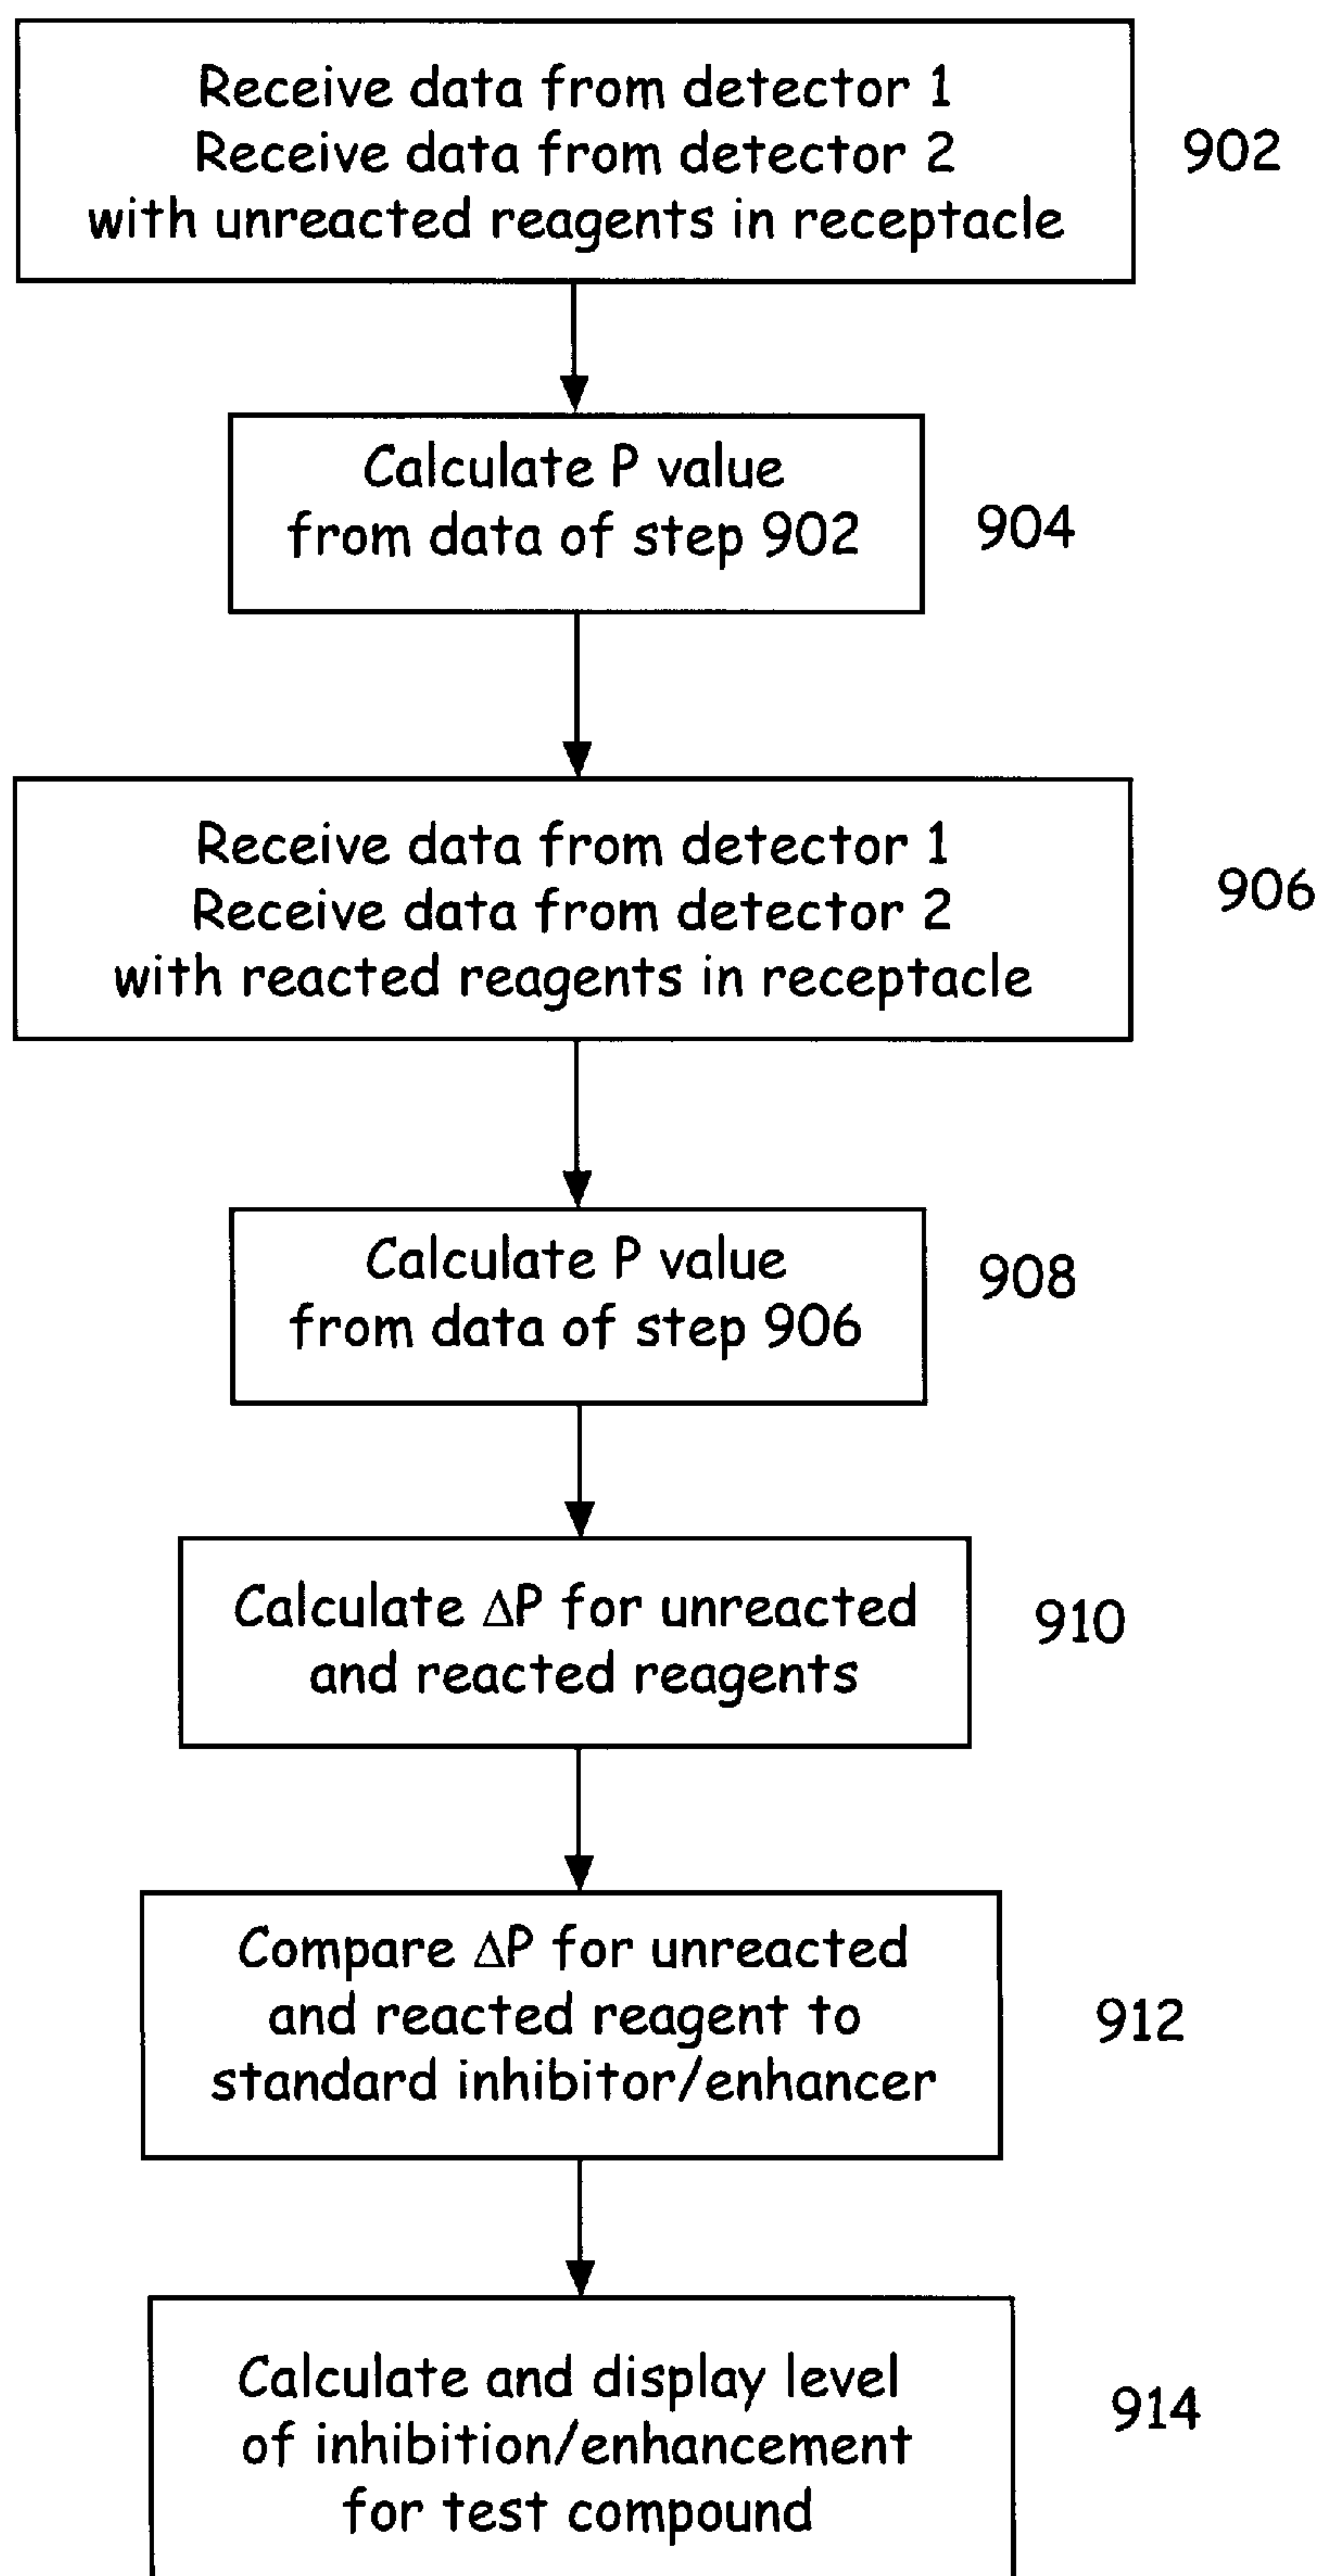 Receive data from detector 1
Receive data from detector 2
with unreacted reagents in receptacle
902
Calculate P value
from data of step 902
904
Receive data from detector 1
Receive data from detector 2
with reacted reagents in receptacle
906
Calculate P value
from data of step 906
908
Calculate ΔP for unreacted
and reacted reagents
910
Compare ΔP for unreacted
and reacted reagent to
standard inhibitor/enhancer
912
Calculate and display level
of inhibition/enhancement
for test compound
914